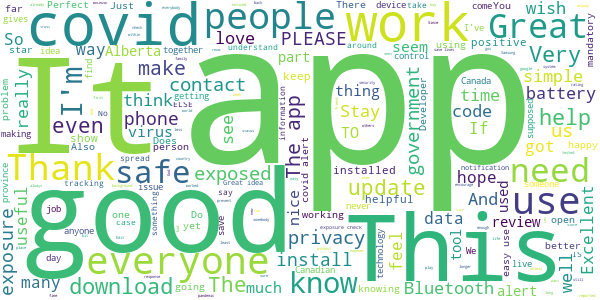 Perfect Just covid people work There device take comeYou
far gives So way Alberta love PLEASE seem using I've wish Great
star idea make together understand around positive mandatory
really find part control Very
problem I'm contact thing Canada simple battery
making even think getting keep developer time
No phone ELSE TO Stay If code supposed help
show virus see information The app government
Also Does person exposed us got happy
spread installed notification need
Thank safe update hope
province tracking issue say helpful And used someone
exposure good This use
useful job one case something Do yet save nice covid alert working never data review open
anyone everyone privacy feel tool We easy use better
place day Canadian install technology exposure check is live Well
many download going The much know knowing Bluetooth alert Excellent
pandemic
It app
Great idea